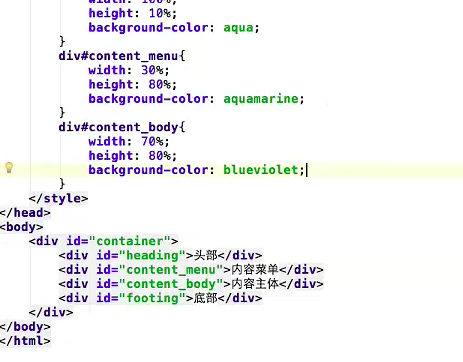 height: 10%;
background-color: aqua;
}
div#content_menu{
width: 30%;
height: 80%;
background-color: aquamarine;
}
div#content_body{
width: 70%;
height: 80%;
background-color: blueviolet;
}
</style>
</head>
<body>
<div id="container">
<div id="heading">头部</div>
<div id="content_menu">内容菜单</div>
<div id="content_body">内容主体</div>
<div id="footing">底部</div>
</div>
</body>
</html>